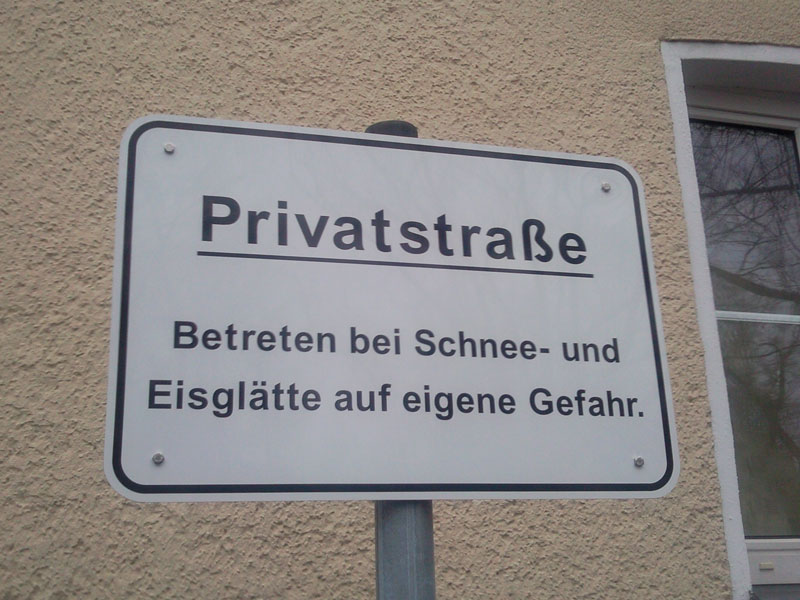 Privatstraße
Betreten bei Schnee- und
Eisglätte auf eigene Gefahr.